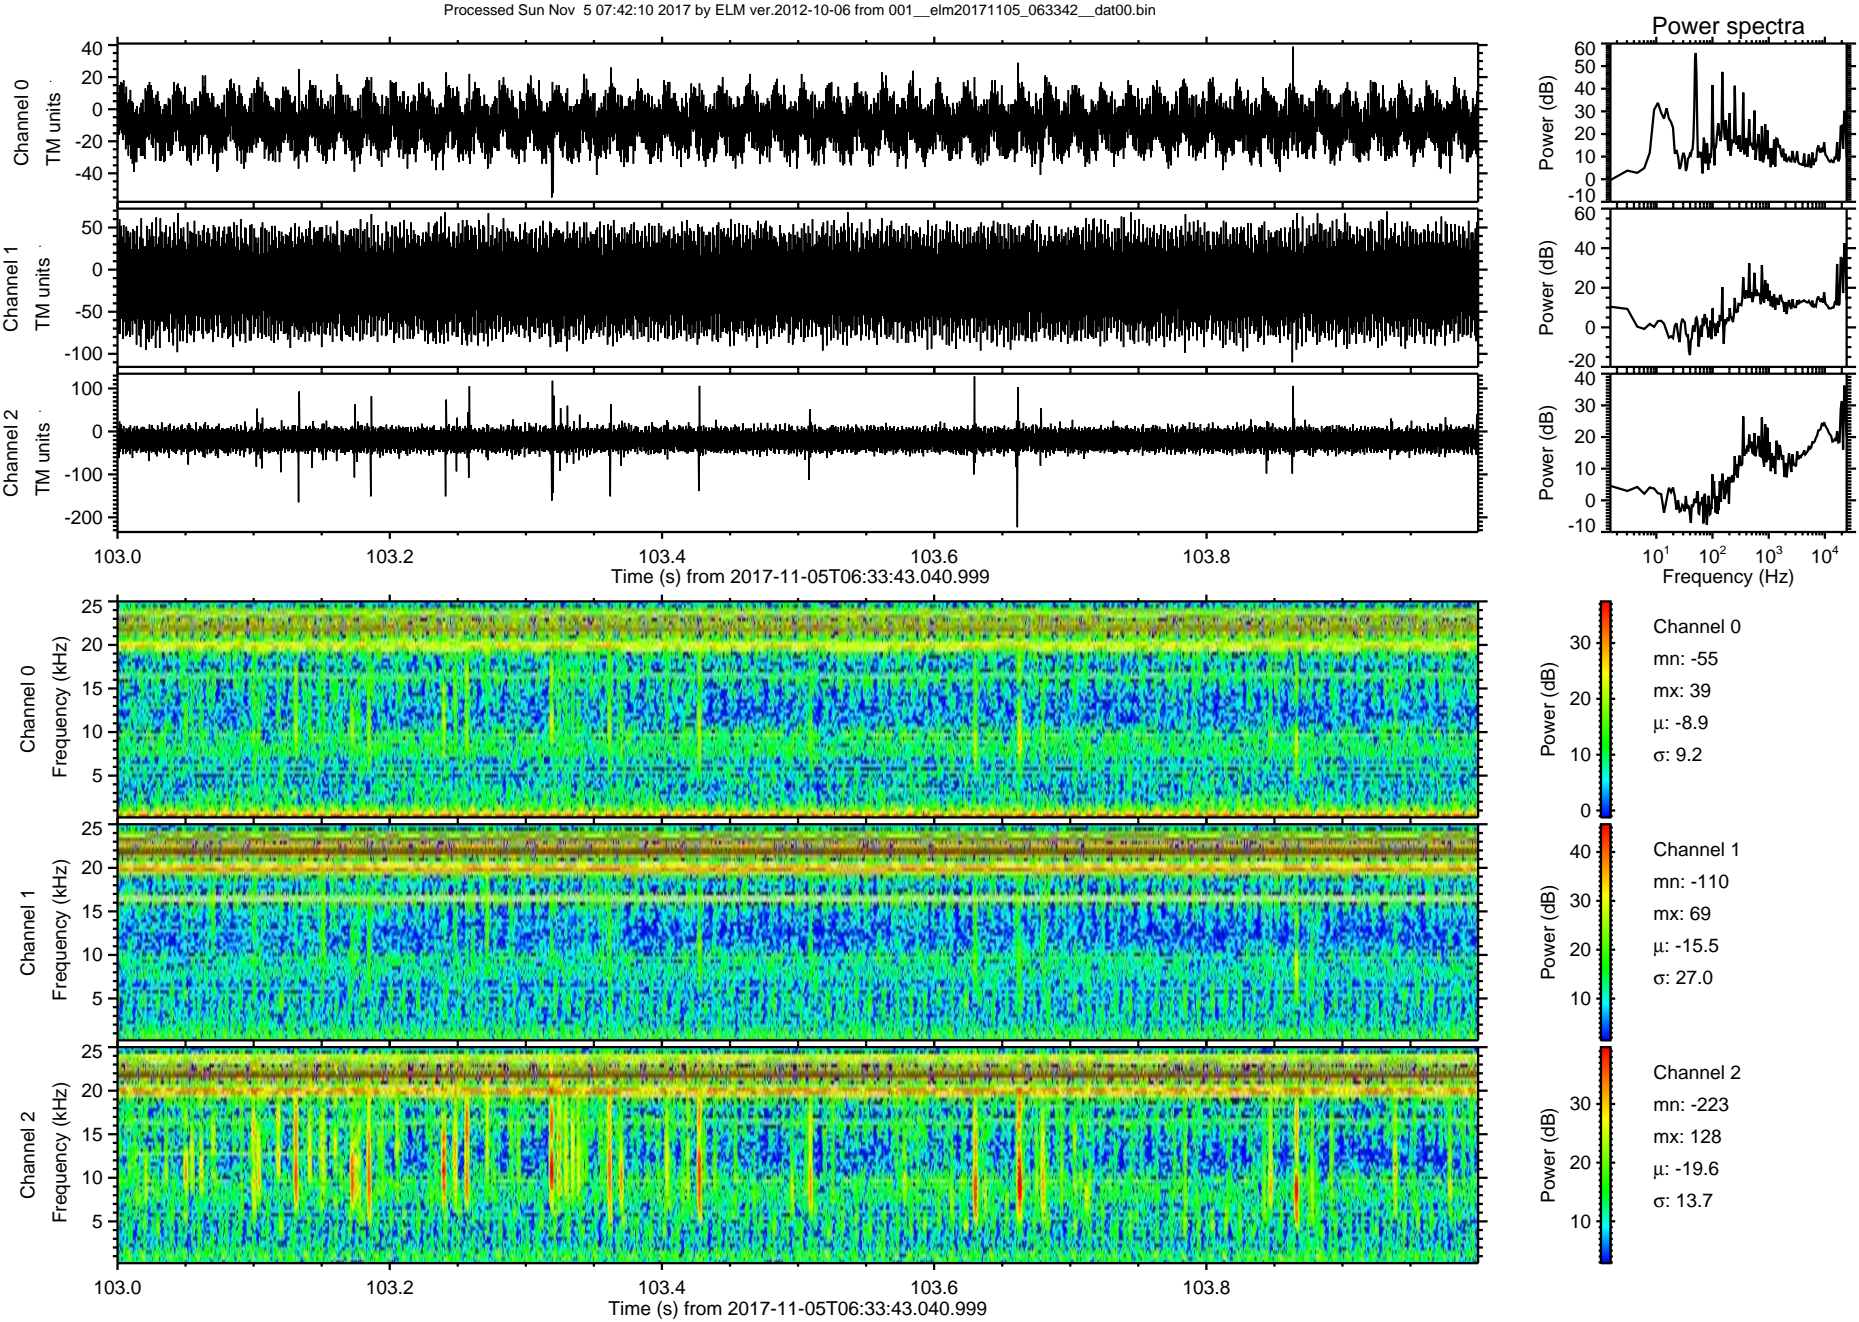 Processed Sun Nov  5 07:42:10 2017 by ELM ver.2012-10-06 from 001__elm20171105_063342__dat00.bin
Power spectra
Channel 0
TM units
40
20
0
-20
-40
Power (dB)
60
50
40
30
20
10
0
-10
Channel 1
TM units
50
0
-50
-100
Power (dB)
60
40
20
0
-20
Channel 2
TM units
100
0
-100
-200
Power (dB)
40
30
20
10
0
-10
103.0 103.2 103.4 103.6 103.8
Time (s) from 2017-11-05T06:33:43.040.999
10^1 10^2 10^3 10^4
Frequency (Hz)
Channel 0
Frequency (kHz)
25
20
15
10
5
Power (dB)
30
20
10
0
Channel 0
mn: -55
mx: 39
μ: -8.9
σ: 9.2
Channel 1
Frequency (kHz)
25
20
15
10
5
Power (dB)
40
30
20
10
Channel 1
mn: -110
mx: 69
μ: -15.5
σ: 27.0
Channel 2
Frequency (kHz)
25
20
15
10
5
Power (dB)
30
20
10
Channel 2
mn: -223
mx: 128
μ: -19.6
σ: 13.7
103.0 103.2 103.4 103.6 103.8
Time (s) from 2017-11-05T06:33:43.040.999